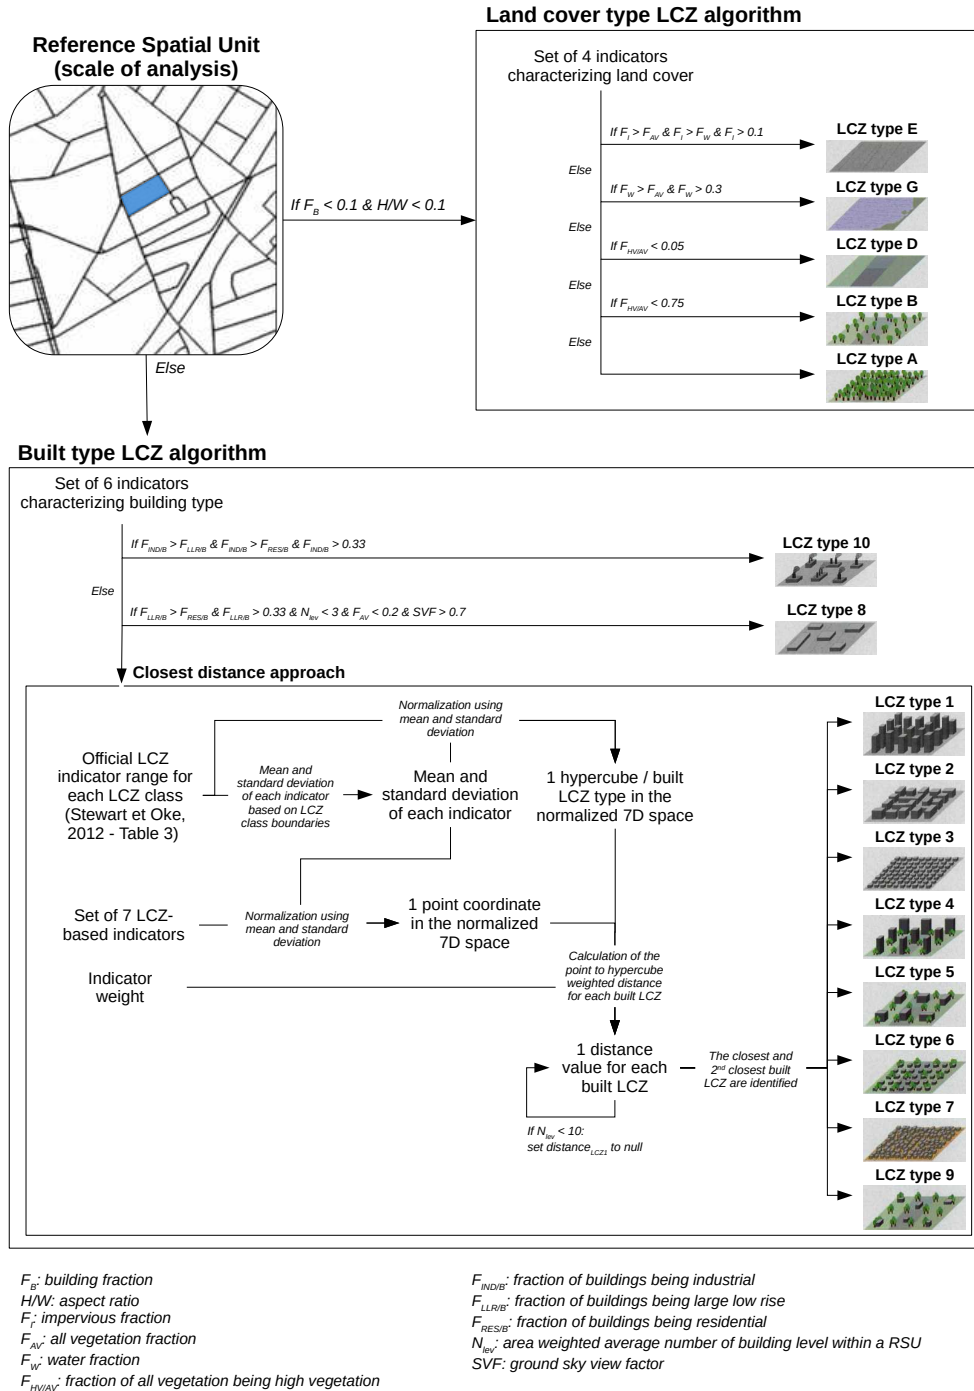 Land cover type LCZ algorithm
Reference Spatial Unit
(scale of analysis)
Set of 4 indicators
characterizing land cover
If F_I > F_AV & F_I > F_W & F_I > 0.1
LCZ type E
Else
If F_W > F_AV & F_W > 0.3
LCZ type G
If F_B < 0.1 & H/W < 0.1
Else
If F_HV/AV < 0.05
LCZ type D
Else
If F_HV/AV < 0.75
LCZ type B
Else
LCZ type A
Else
Built type LCZ algorithm
Set of 6 indicators
characterizing building type
If F_IND/B > F_LLR/B & F_IND/B > F_RES/B & F_IND/B > 0.33
LCZ type 10
Else
If F_LLR/B > F_RES/B & F_LLR/B > 0.33 & N_lev < 3 & F_AV < 0.2 & SVF > 0.7
LCZ type 8
Closest distance approach
Normalization using
mean and standard
deviation
Official LCZ
indicator range for
each LCZ class
(Stewart et Oke,
2012 - Table 3)
Mean and
standard deviation
of each indicator
based on LCZ
class boundaries
Mean and
standard deviation
of each indicator
1 hypercube / built
LCZ type in the
normalized 7D space
Set of 7 LCZ-
based indicators
Normalization using
mean and standard
deviation
1 point coordinate
in the normalized
7D space
Indicator
weight
Calculation of the
point to hypercube
weighted distance
for each built LCZ
1 distance
value for each
built LCZ
The closest and
2nd closest built
LCZ are identified
If N_lev < 10:
set distance_LCZ1 to null
LCZ type 1
LCZ type 2
LCZ type 3
LCZ type 4
LCZ type 5
LCZ type 6
LCZ type 7
LCZ type 9
F_B: building fraction
H/W: aspect ratio
F_I: impervious fraction
F_AV: all vegetation fraction
F_W: water fraction
F_HV/AV: fraction of all vegetation being high vegetation
F_IND/B: fraction of buildings being industrial
F_LLR/B: fraction of buildings being large low rise
F_RES/B: fraction of buildings being residential
N_lev: area weighted average number of building level within a RSU
SVF: ground sky view factor